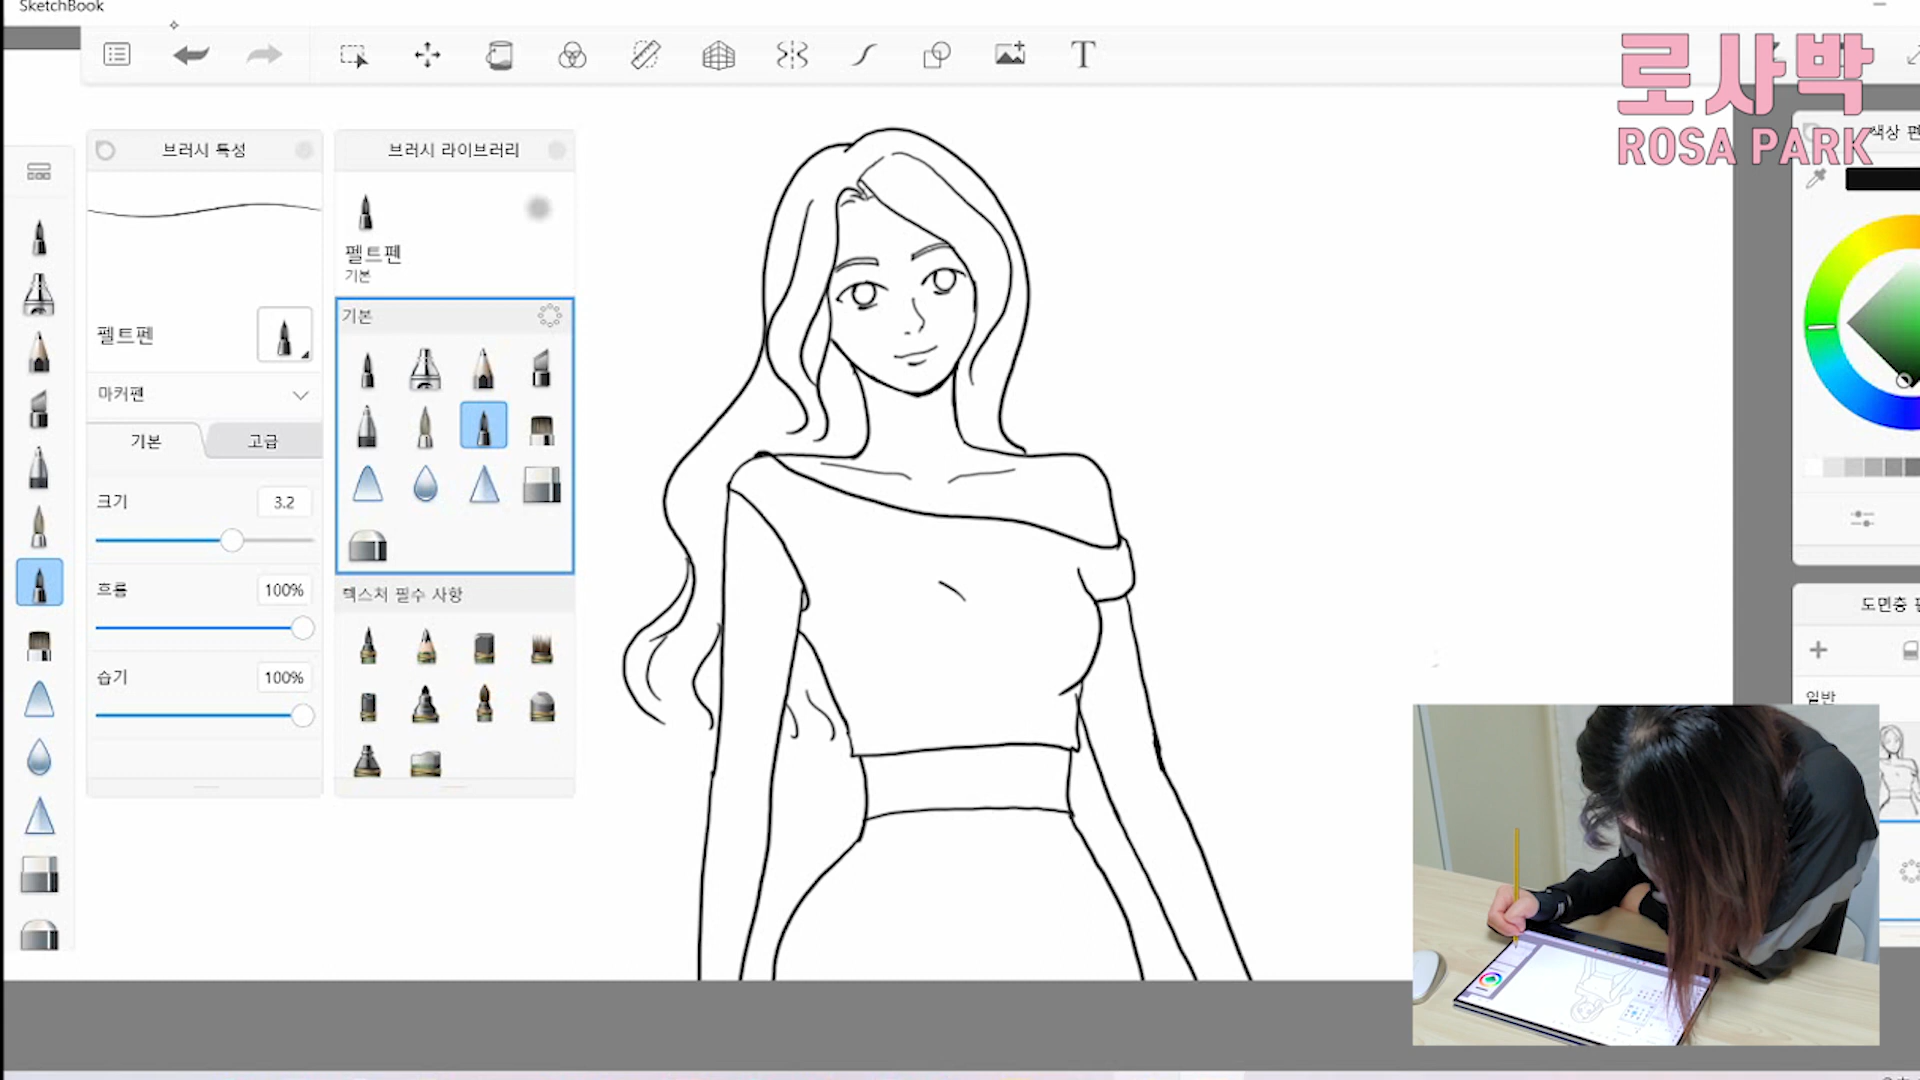 SketchBook
T
로사박
ROSA PARK
브러시 특성
브러시 라이브러리
색상
펠트펜
기본
기본
펠트펜
마커펜
기본
고급
크기
3.2
흐름
100%
습기
100%
텍스처 필수 사항
도면층
일반